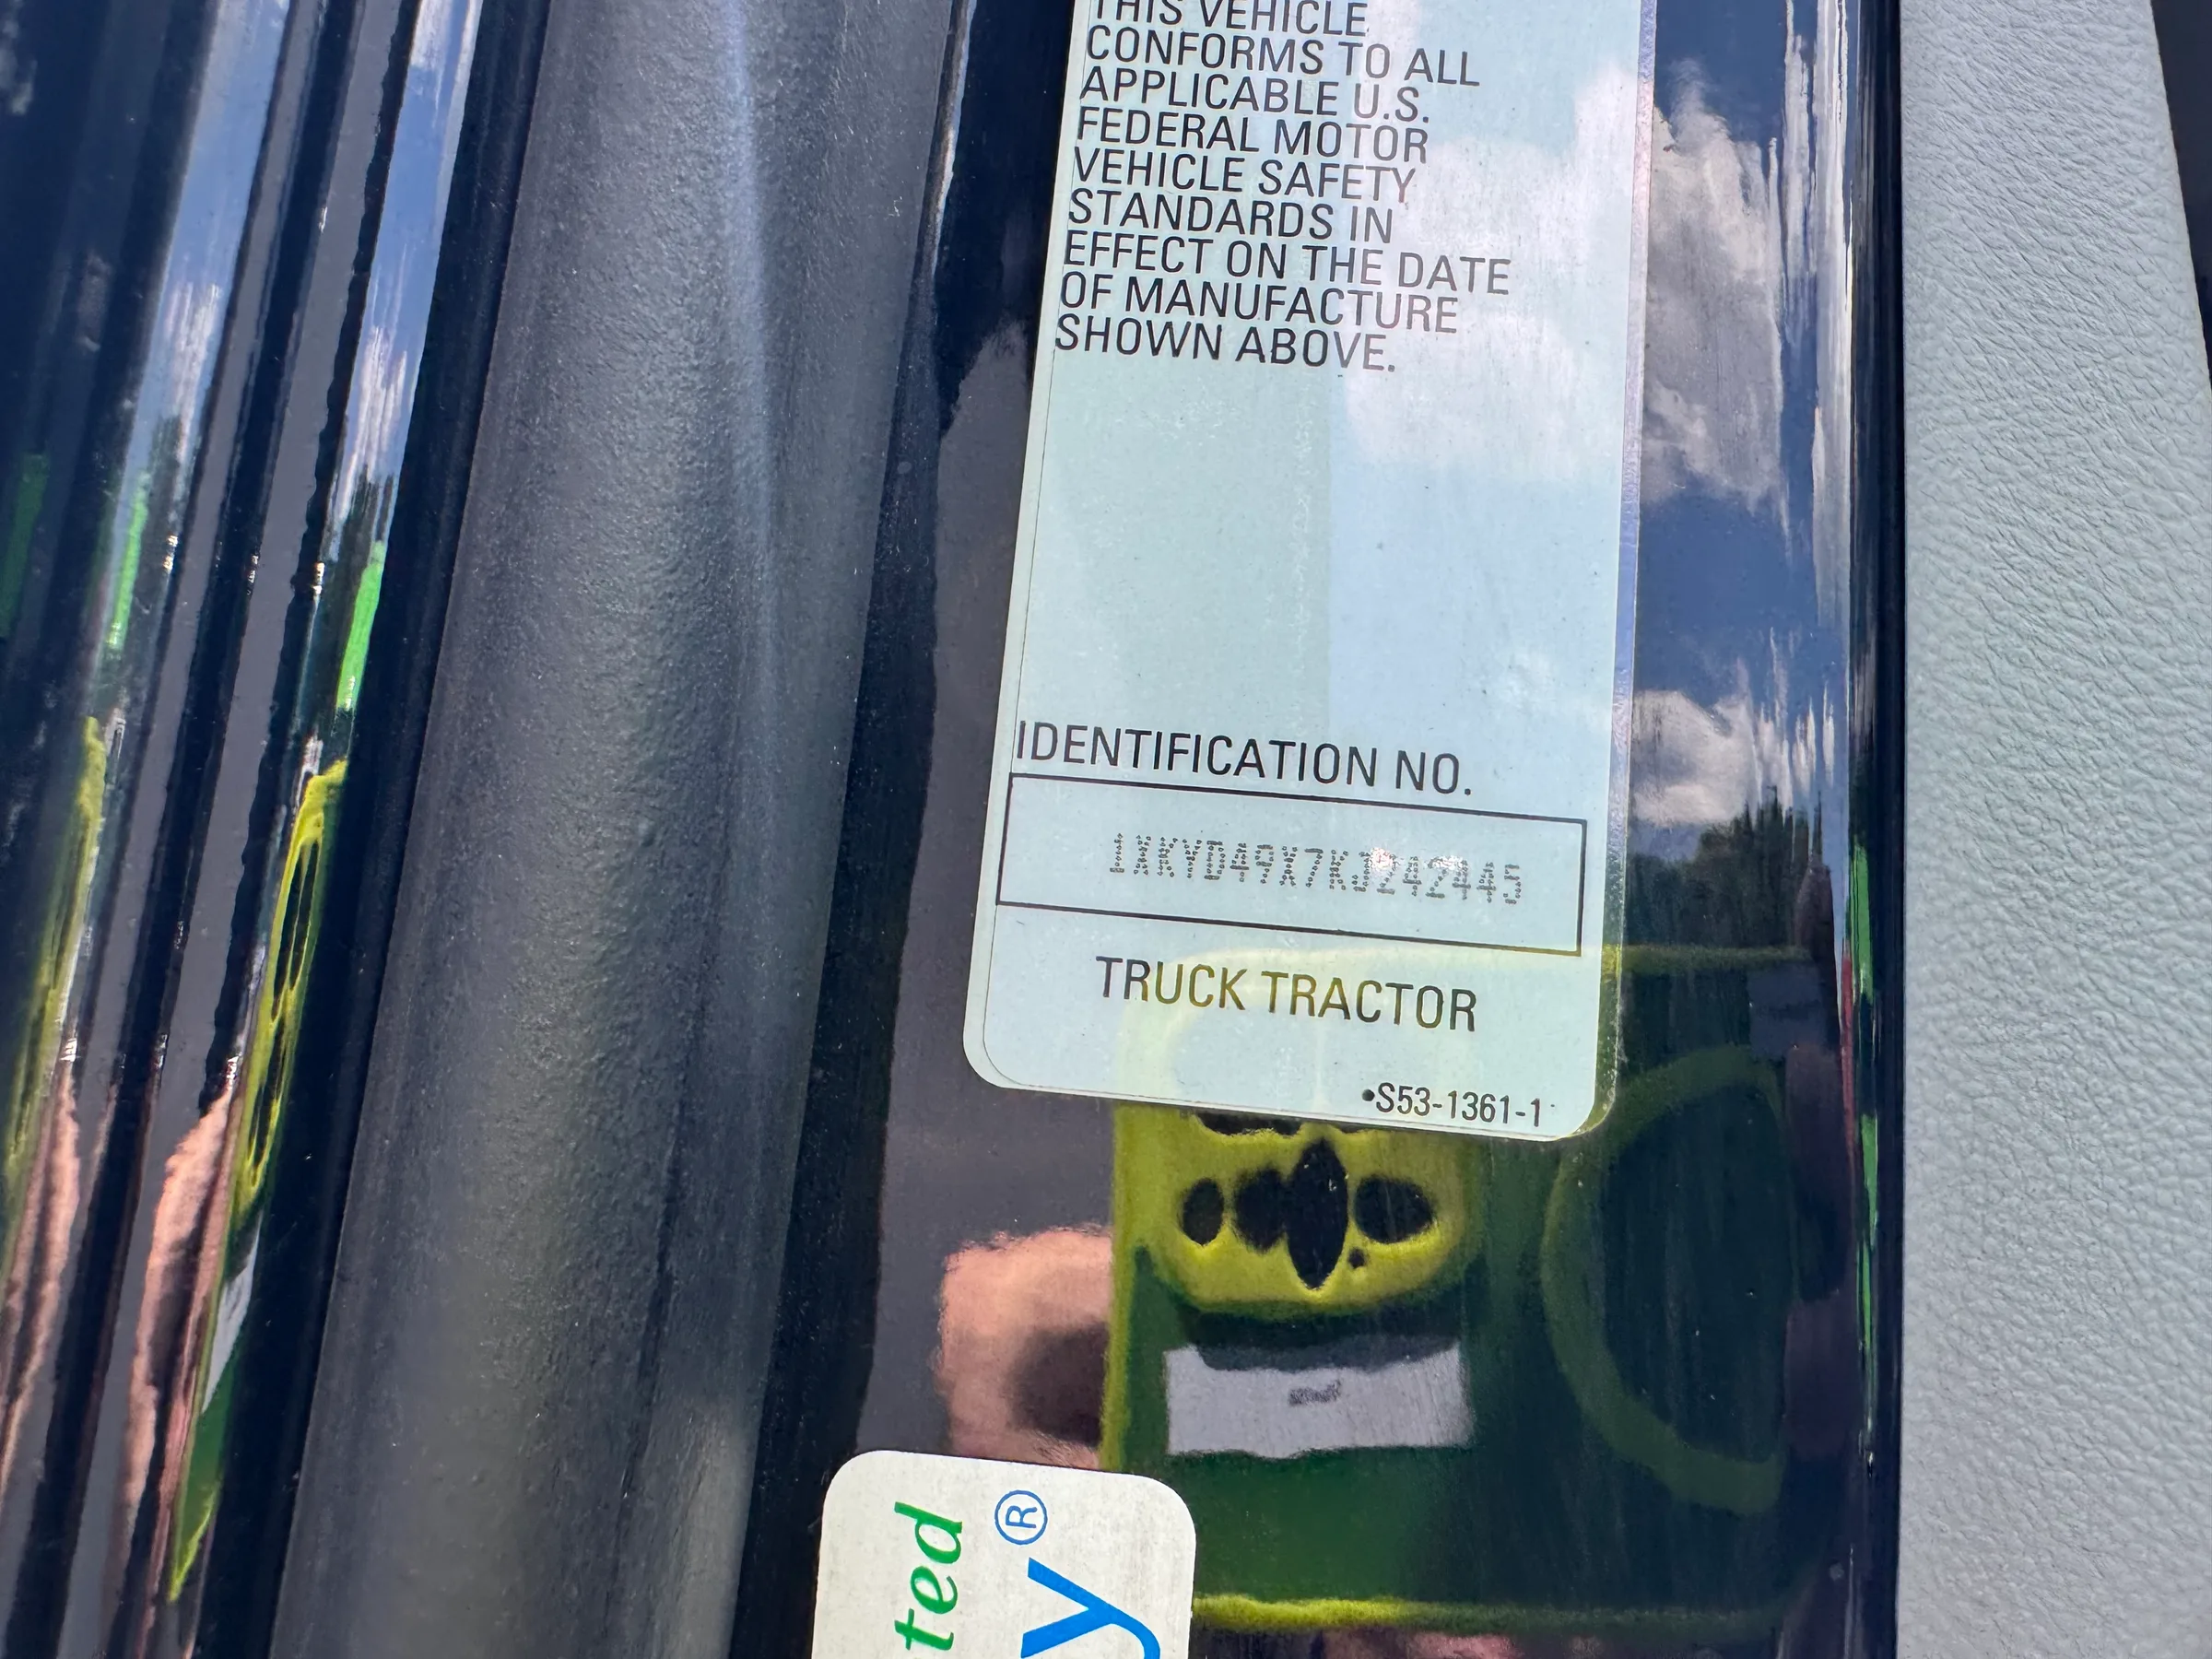 THIS VEHICLE
CONFORMS TO ALL
APPLICABLE U.S.
FEDERAL MOTOR
VEHICLE SAFETY
STANDARDS IN
EFFECT ON THE DATE
OF MANUFACTURE
SHOWN ABOVE.
IDENTIFICATION NO.
TRUCK TRACTOR
•S53-1361-1
ted
y®